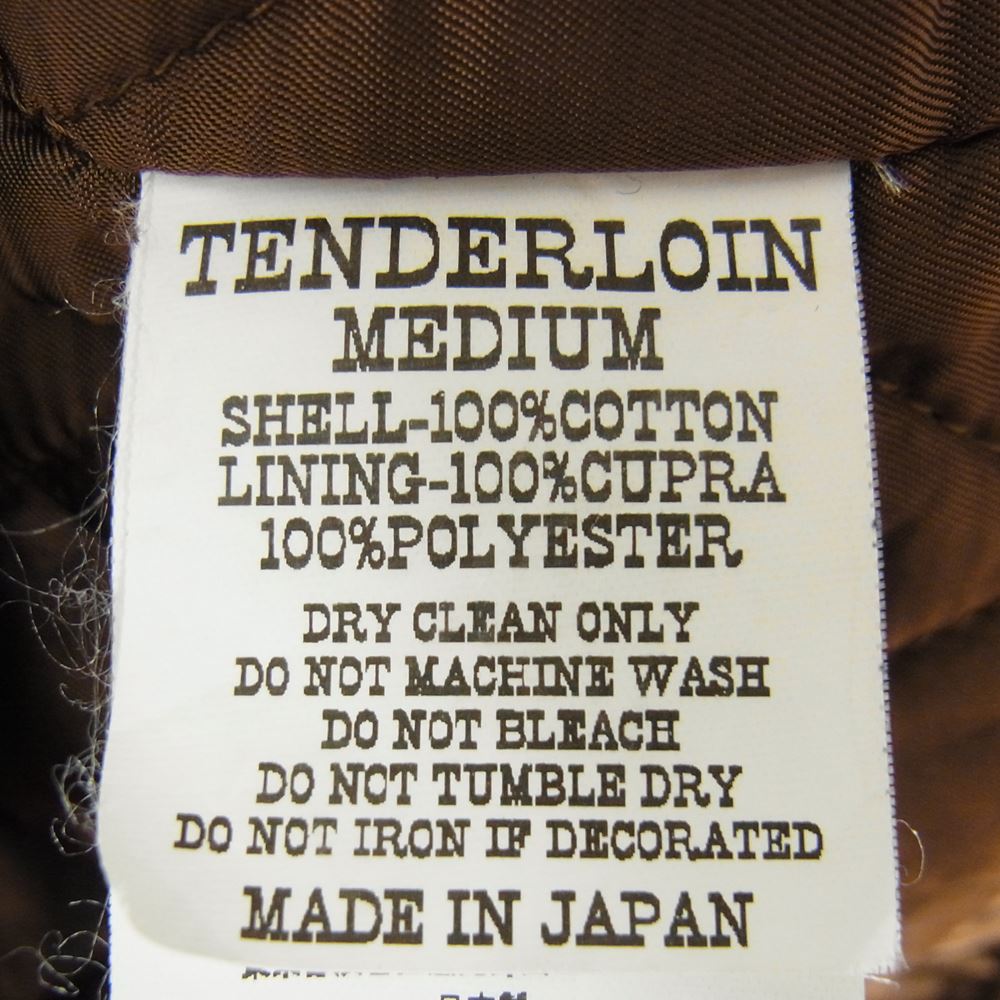 TENDERLOIN
MEDIUM
SHELL-100%COTTON
LINING-100%CUPRA
100%POLYESTER
DRY CLEAN ONLY
DO NOT MACHINE WASH
DO NOT BLEACH
DO NOT TUMBLE DRY
DO NOT IRON IF DECORATED
MADE IN JAPAN